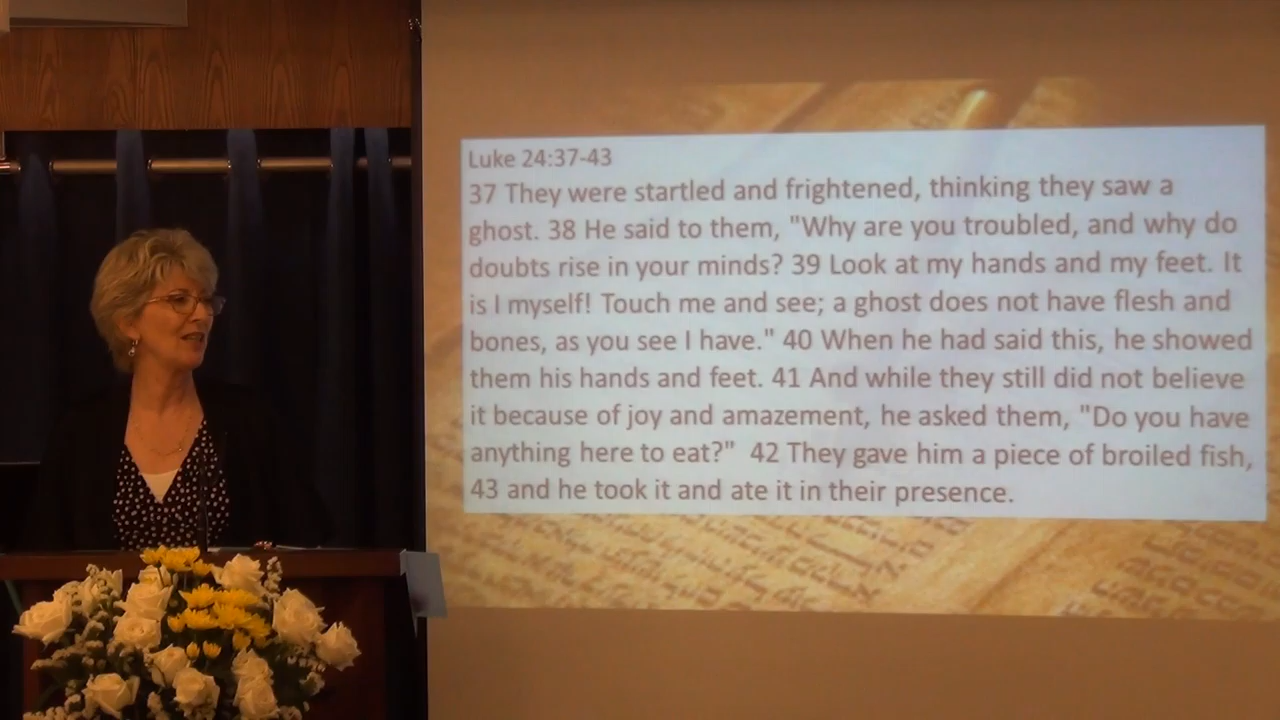 Luke 24:37-43
37 They were startled and frightened, thinking they saw a
ghost. 38 He said to them, "Why are you troubled, and why do
doubts rise in your minds? 39 Look at my hands and my feet. It
is I myself! Touch me and see; a ghost does not have flesh and
bones, as you see I have." 40 When he had said this, he showed
them his hands and feet. 41 And while they still did not believe
it because of joy and amazement, he asked them, "Do you have
anything here to eat?"  42 They gave him a piece of broiled fish,
43 and he took it and ate it in their presence.